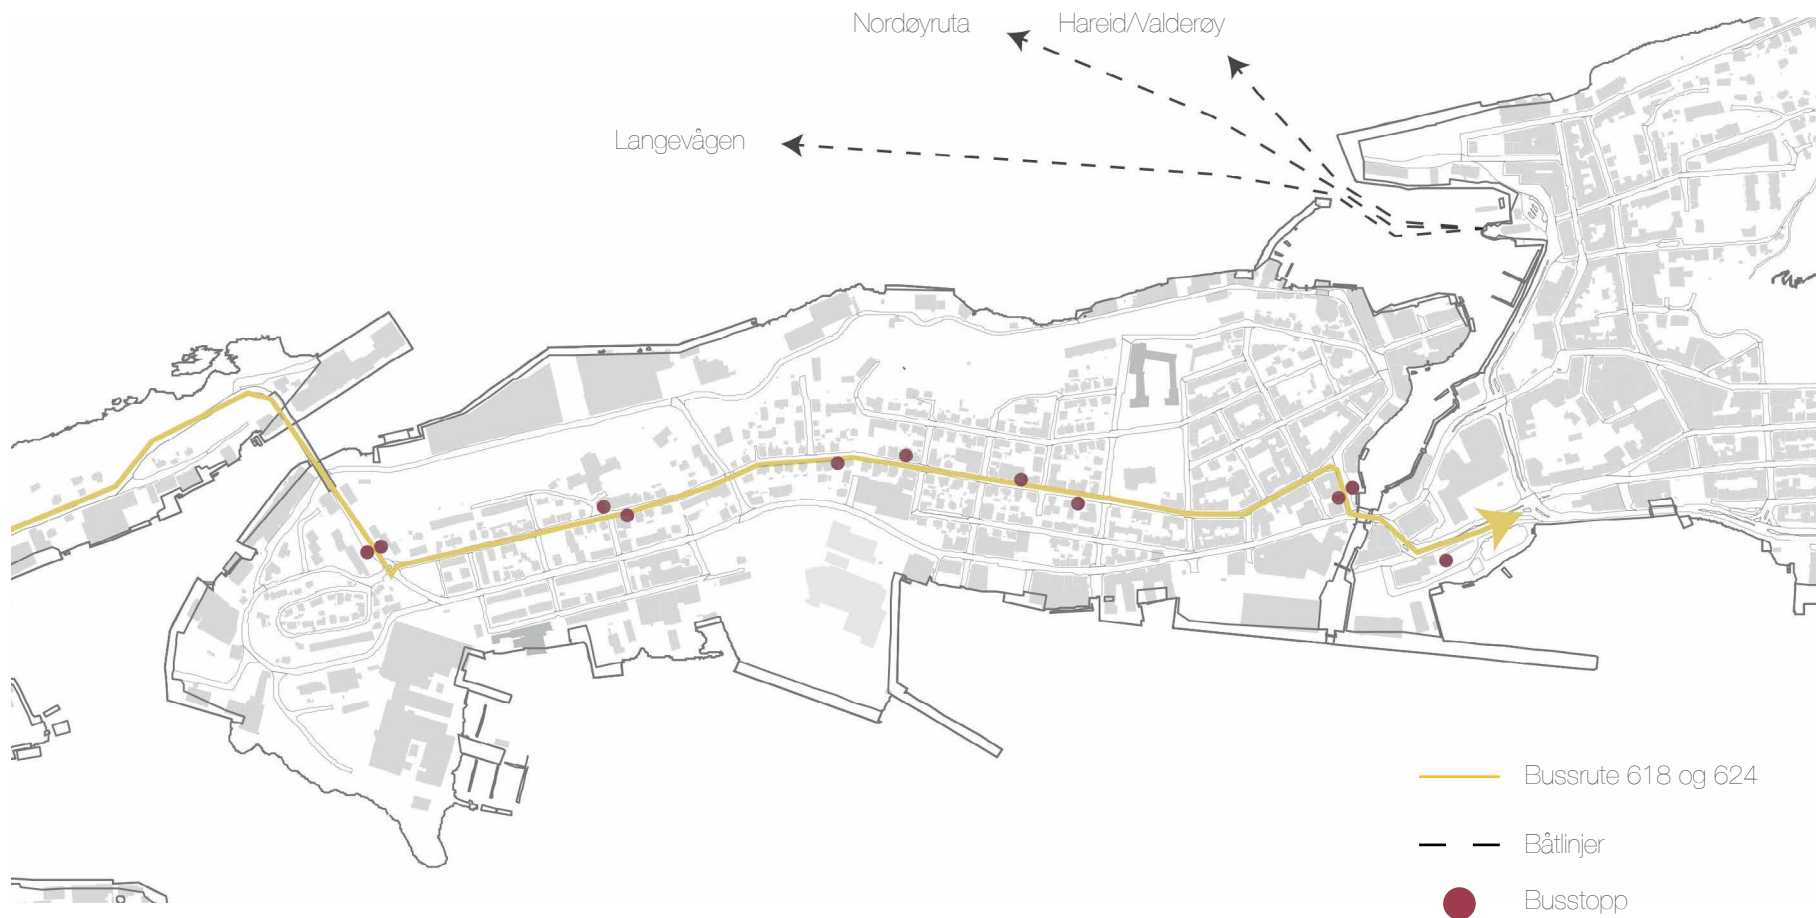 Nordøyruta
Hareid/Valderøy
Langevågen
Bussrute 618 og 624
Båtlinjer
Busstopp